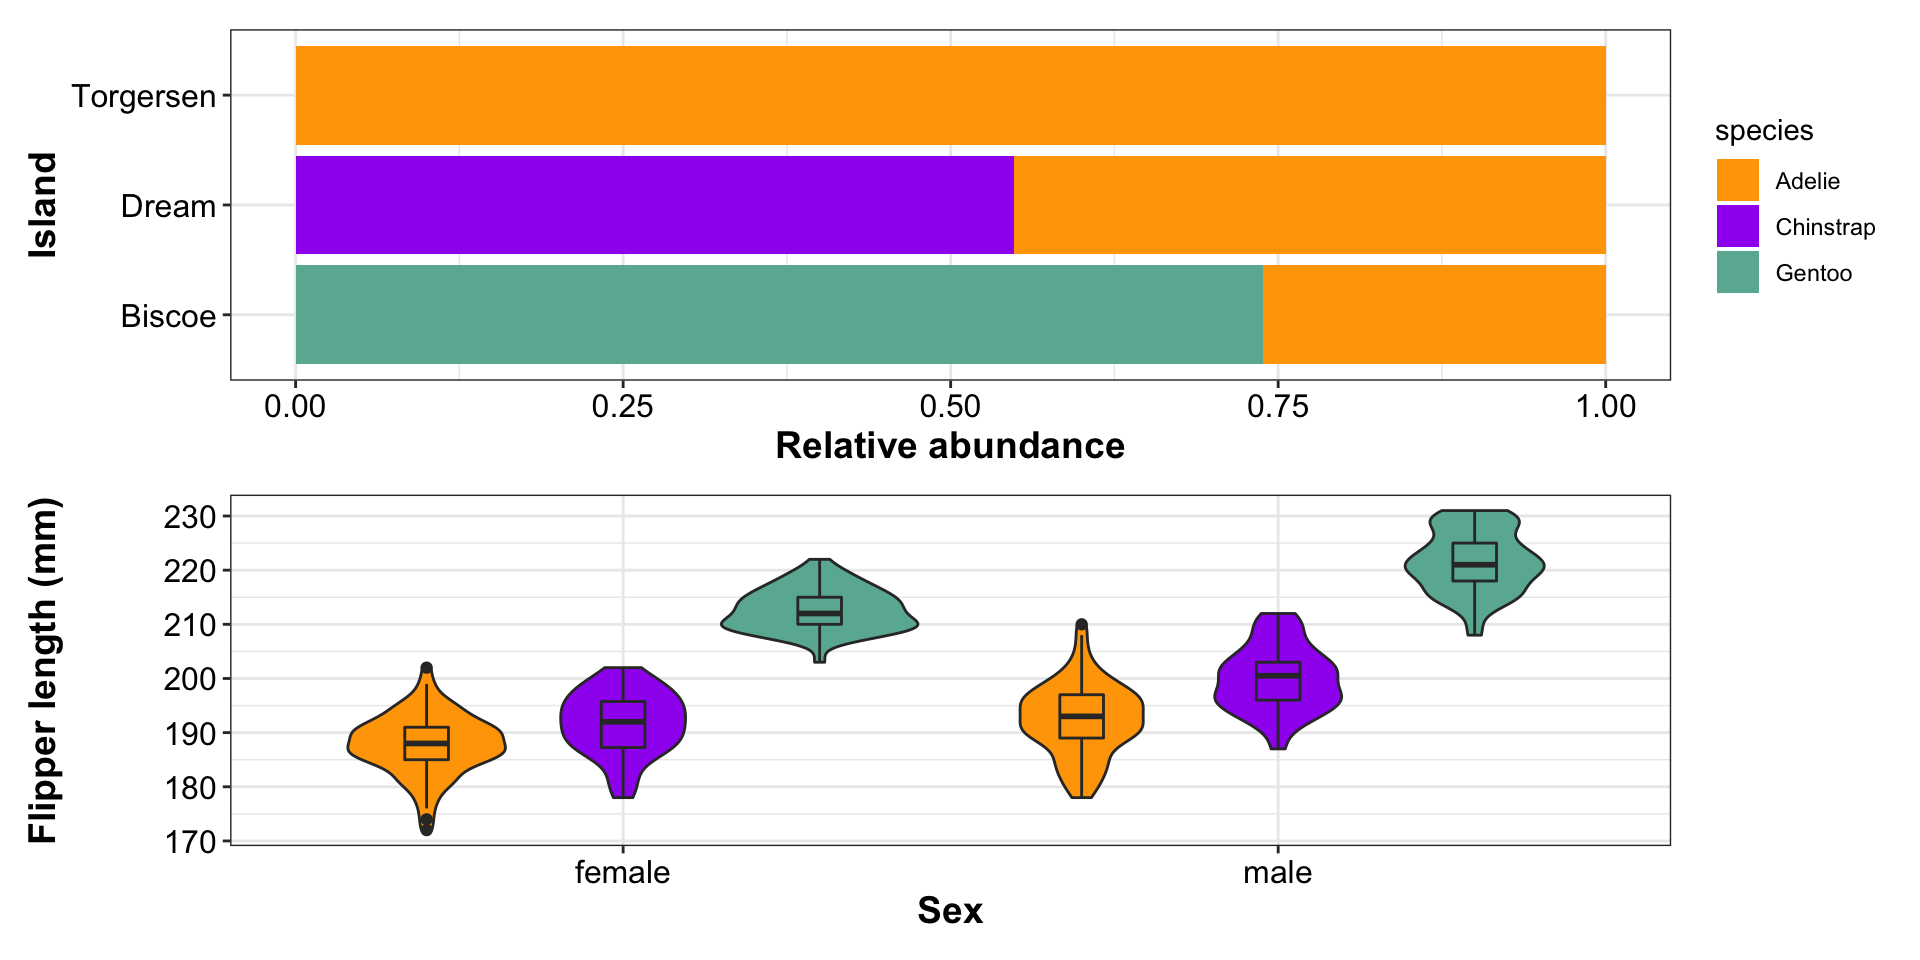 Island
Torgersen
Dream
Biscoe
0.00 0.25 0.50 0.75 1.00
Relative abundance
species
Adelie
Chinstrap
Gentoo
Flipper length (mm)
230
220
210
200
190
180
170
female male
Sex